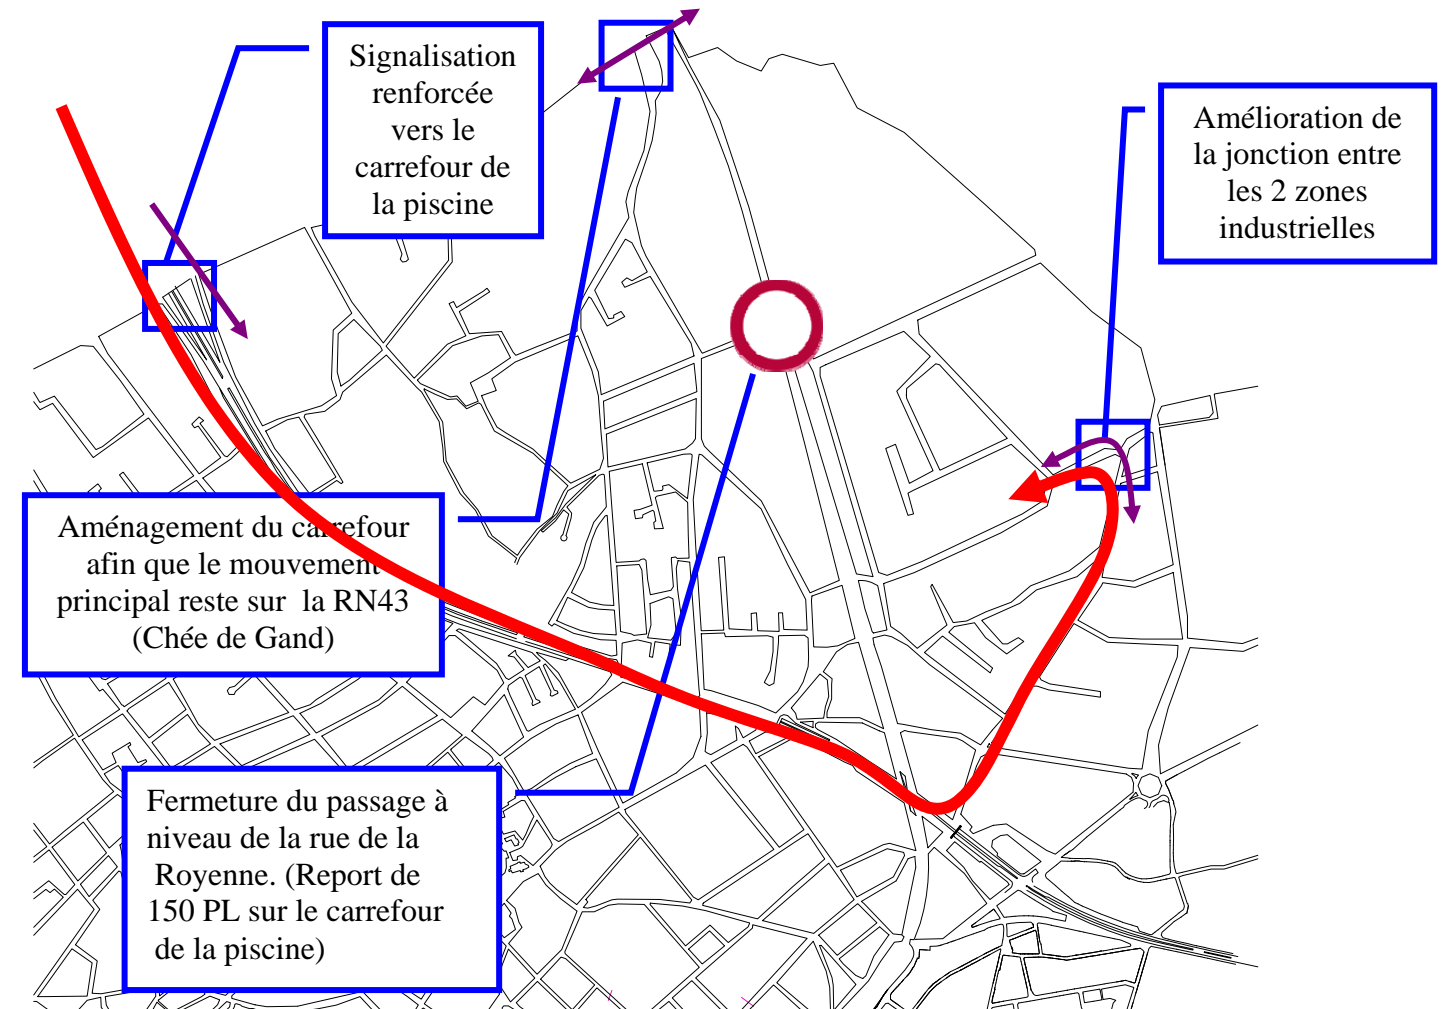 Signalisation
renforcée
vers le
carrefour de
la piscine
Amélioration de
la jonction entre
les 2 zones
industrielles
Aménagement du carrefour
afin que le mouvement
principal reste sur la RN43
(Chée de Gand)
Fermeture du passage à
niveau de la rue de la
Royenne. (Report de
150 PL sur le carrefour
de la piscine)